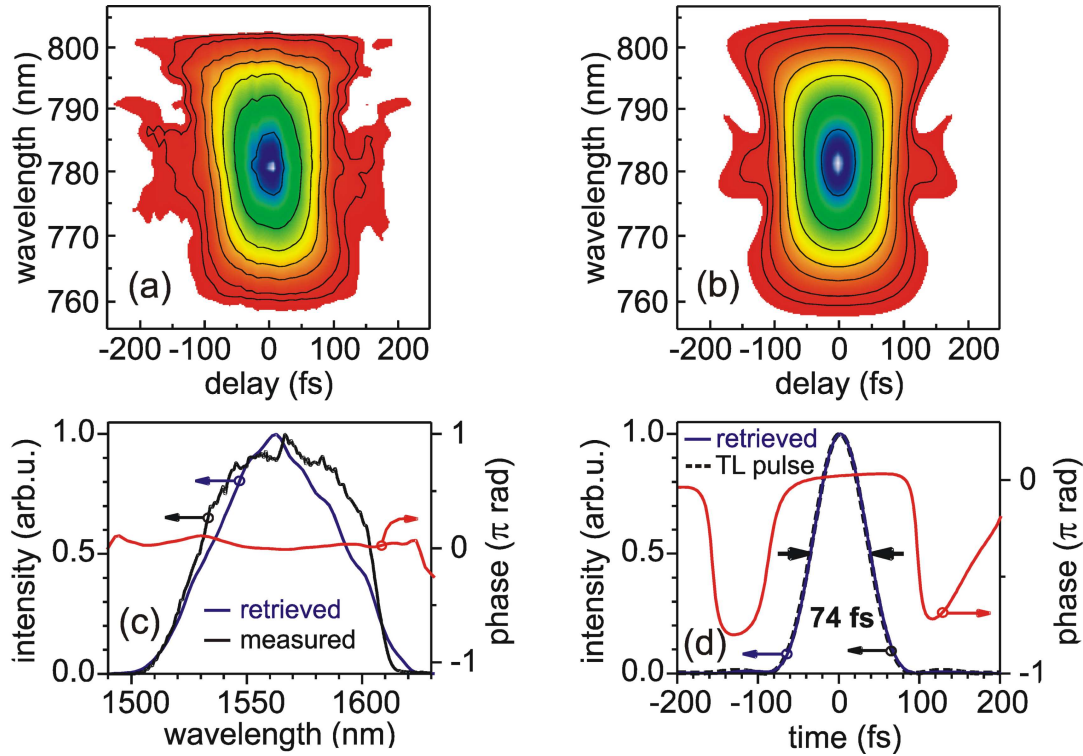 800
790
780
770
760
wavelength (nm)
(a)
-200 -100 0 100 200
delay (fs)
800
790
780
770
760
wavelength (nm)
(b)
-200 -100 0 100 200
delay (fs)
1.0
0.5
0.0
intensity (arb.u.)
1
0
-1
phase (π rad)
(c)
retrieved
measured
1500 1550 1600
wavelength (nm)
1.0
0.5
0.0
intensity (arb.u.)
retrieved
TL pulse
0
-1
phase (π rad)
74 fs
(d)
-200 -100 0 100 200
time (fs)